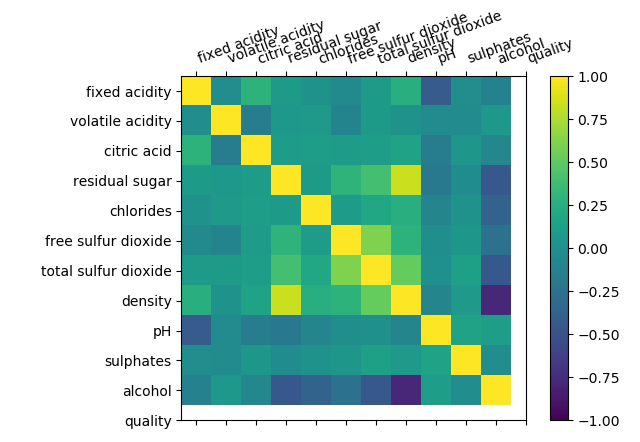 fixed acidity
volatile acidity
citric acid
residual sugar
chlorides
free sulfur dioxide
total sulfur dioxide
density
pH
sulphates
alcohol
quality
fixed acidity
volatile acidity
citric acid
residual sugar
chlorides
free sulfur dioxide
total sulfur dioxide
density
pH
sulphates
alcohol
quality
1.00
0.75
0.50
0.25
0.00
−0.25
−0.50
−0.75
−1.00